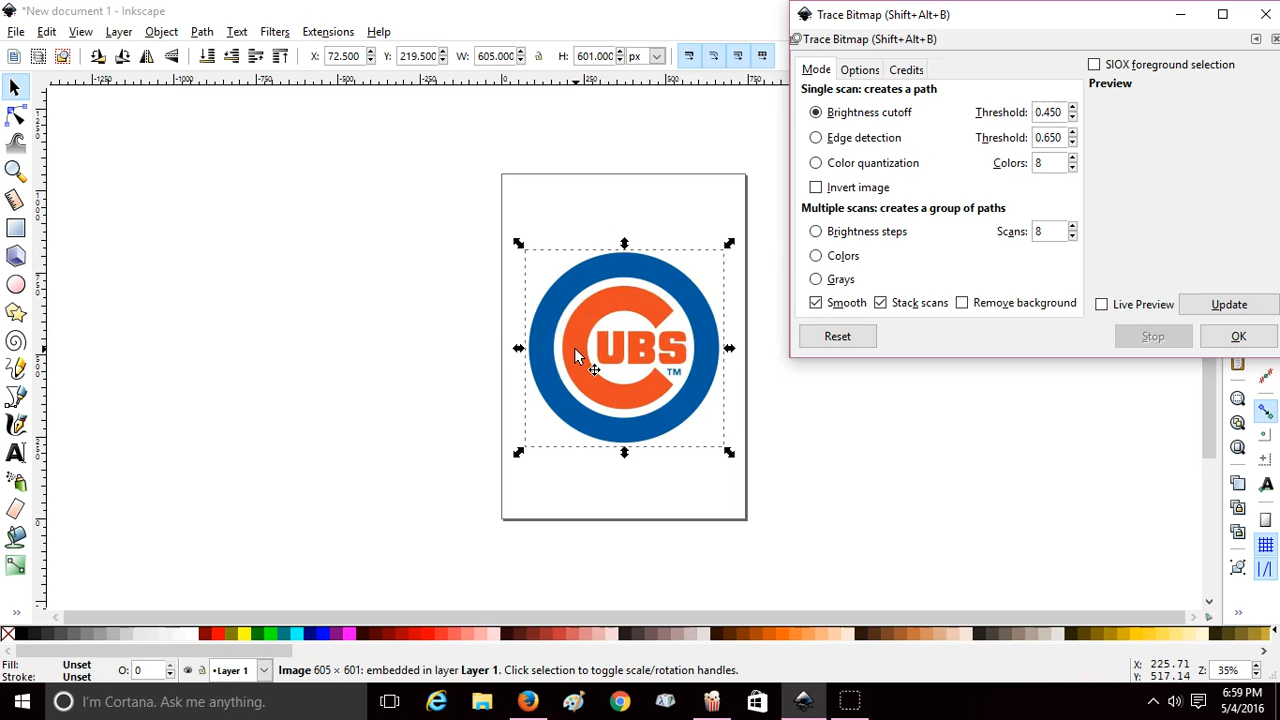 *New document 1 - Inkscape
File Edit View Layer Object Path Text Filters Extensions Help
X: 72.500 Y: 219.500 W: 605.000 H: 601.000 px
Trace Bitmap (Shift+Alt+B)
Trace Bitmap (Shift+Alt+B)
Mode Options Credits
SIOX foreground selection
Single scan: creates a path
Preview
Brightness cutoff Threshold: 0.450
Edge detection Threshold: 0.650
Color quantization Colors: 8
Invert image
Multiple scans: creates a group of paths
Brightness steps Scans: 8
Colors
Grays
Smooth Stack scans Remove background
Live Preview Update
Reset Stop OK
CUBS
TM
Fill: Unset
Stroke: Unset
O: 0
•Layer 1
Image 605 × 601: embedded in layer Layer 1. Click selection to toggle scale/rotation handles.
X: 225.71
Y: 517.14
Z: 35%
I'm Cortana. Ask me anything.
6:59 PM
5/4/2016